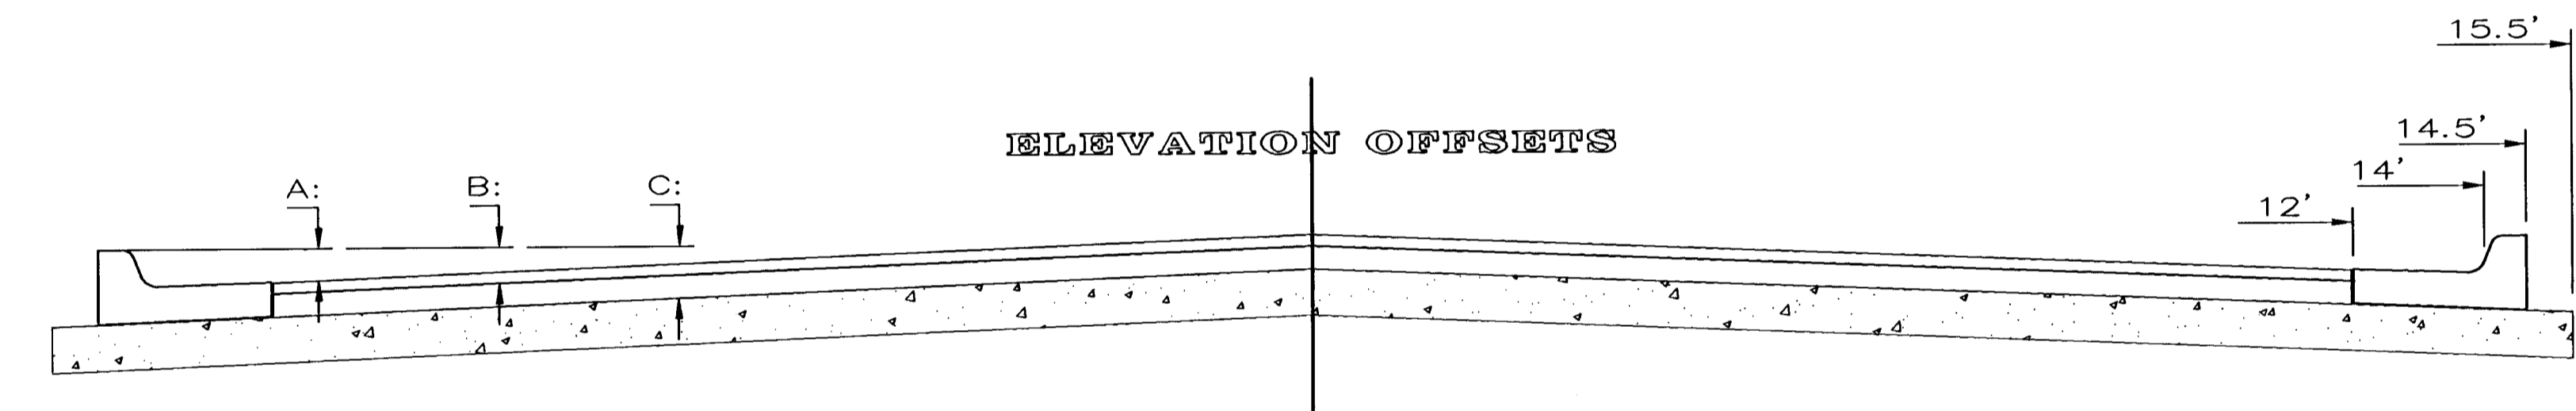 15.5'
ELEVATION OFFSETS
14.5'
A: B: C:
14'
12'